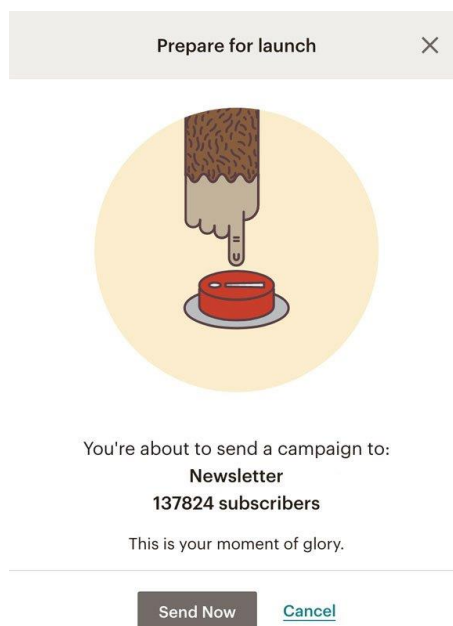 Prepare for launch
You're about to send a campaign to:
Newsletter
137824 subscribers
This is your moment of glory.
Send Now
Cancel